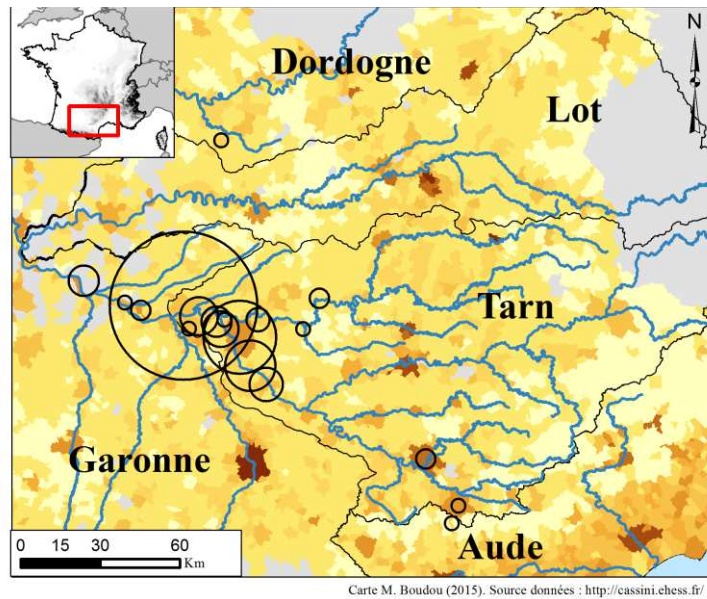 N
Dordogne
Lot
Tarn
Garonne
Aude
0 15 30 60
Km
Carte M. Boudou (2015). Source données : http://cassini.ehess.fr/